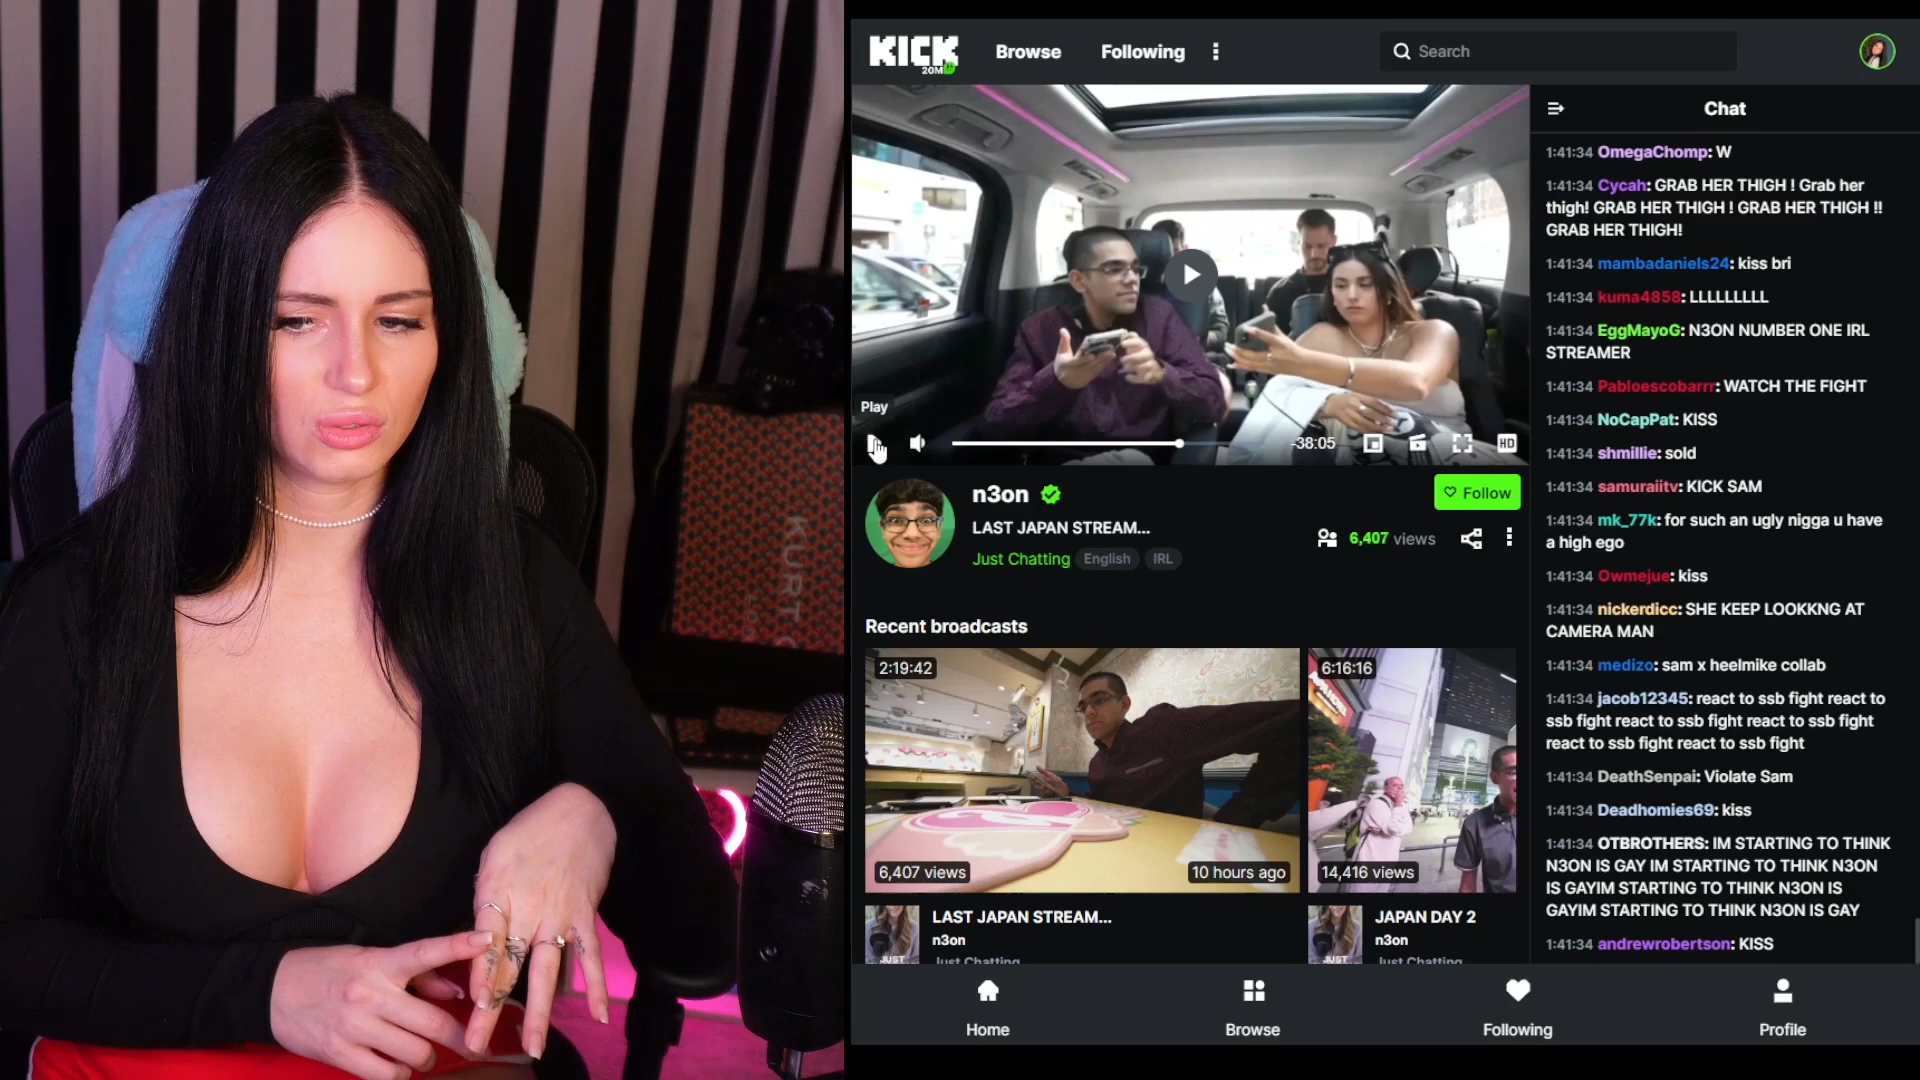 KURT
KICK
20M
Browse
Following
Search
Play
-38:05
HD
n3on
Follow
LAST JAPAN STREAM...
6,407 views
Just Chatting
English
IRL
Recent broadcasts
2:19:42
6,407 views
10 hours ago
LAST JAPAN STREAM...
n3on
Just Chatting
6:16:16
14,416 views
JAPAN DAY 2
n3on
Just Chatting
JUST
JUST
Chat
1:41:34 OmegaChomp: W
1:41:34 Cycah: GRAB HER THIGH ! Grab her
thigh! GRAB HER THIGH ! GRAB HER THIGH !!
GRAB HER THIGH!
1:41:34 mambadaniels24: kiss bri
1:41:34 kuma4858: LLLLLLLLL
1:41:34 EggMayoG: N3ON NUMBER ONE IRL
STREAMER
1:41:34 Pabloescobarrr: WATCH THE FIGHT
1:41:34 NoCapPat: KISS
1:41:34 shmillie: sold
1:41:34 samuraiitv: KICK SAM
1:41:34 mk_77k: for such an ugly nigga u have
a high ego
1:41:34 Owmejue: kiss
1:41:34 nickerdicc: SHE KEEP LOOKKNG AT
CAMERA MAN
1:41:34 medizo: sam x heelmike collab
1:41:34 jacob12345: react to ssb fight react to
ssb fight react to ssb fight react to ssb fight
react to ssb fight react to ssb fight
1:41:34 DeathSenpai: Violate Sam
1:41:34 Deadhomies69: kiss
1:41:34 OTBROTHERS: IM STARTING TO THINK
N3ON IS GAY IM STARTING TO THINK N3ON
IS GAYIM STARTING TO THINK N3ON IS
GAYIM STARTING TO THINK N3ON IS GAY
1:41:34 andrewrobertson: KISS
Home
Browse
Following
Profile